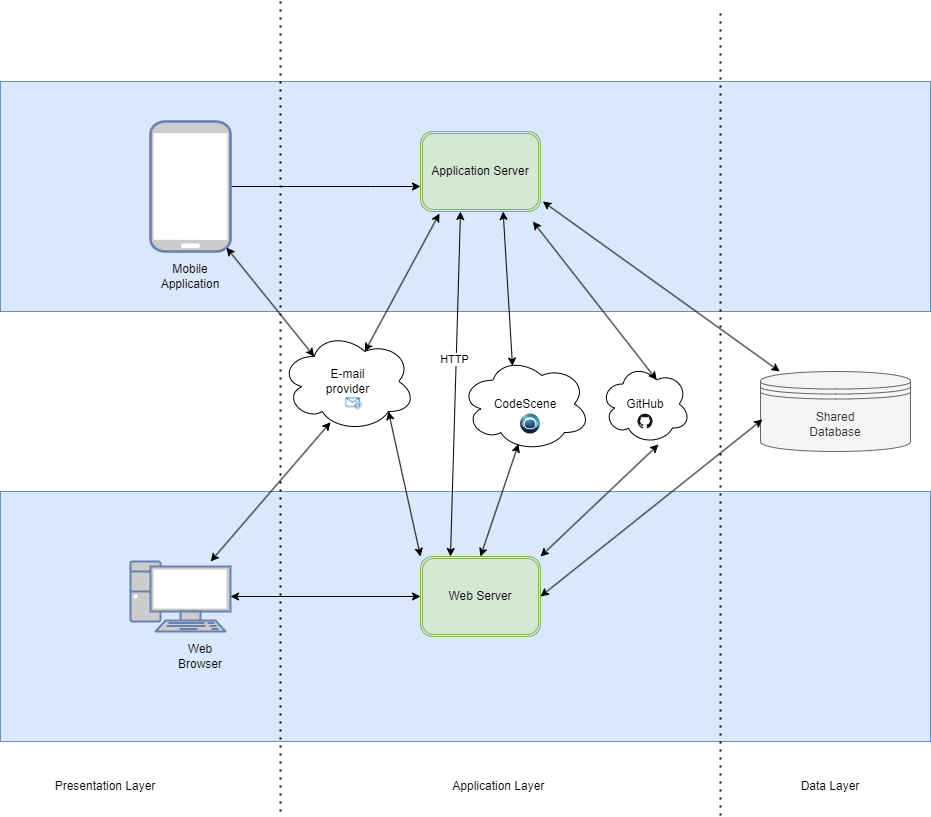 Application Server
Mobile
Application
HTTP
E-mail
provider
CodeScene
GitHub
Shared
Database
Web Server
Web
Browser
Presentation Layer
Application Layer
Data Layer